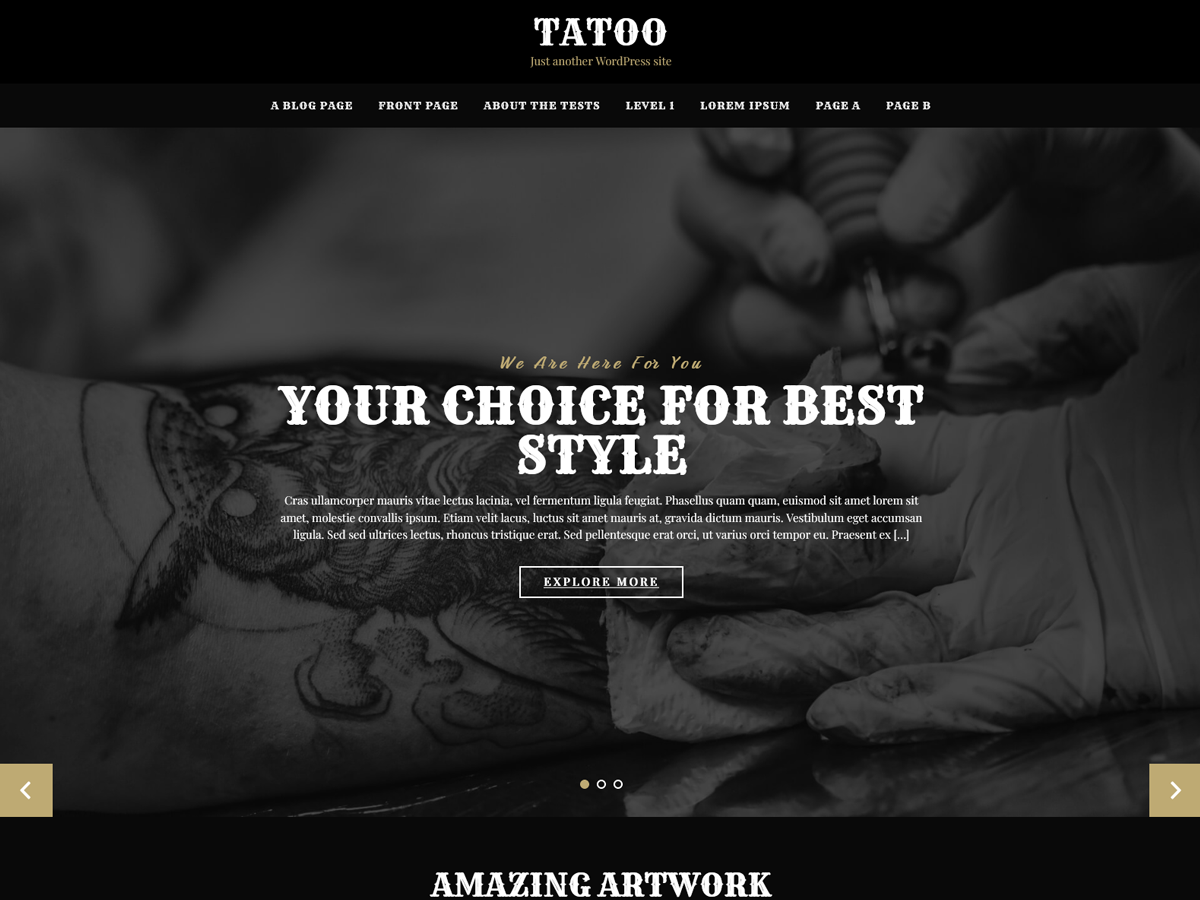 TATOO
Just another WordPress site
A BLOG PAGE FRONT PAGE ABOUT THE TESTS LEVEL 1 LOREM IPSUM PAGE A PAGE B
We Are Here For You
YOUR CHOICE FOR BEST
STYLE
Cras ullamcorper mauris vitae lectus lacinia, vel fermentum ligula feugiat. Phasellus quam quam, euismod sit amet lorem sit
amet, molestie convallis ipsum. Etiam velit lacus, luctus sit amet mauris at, gravida dictum mauris. Vestibulum eget accumsan
ligula. Sed sed ultrices lectus, rhoncus tristique erat. Sed pellentesque erat orci, ut varius orci tempor eu. Praesent ex [...]
EXPLORE MORE
AMAZING ARTWORK